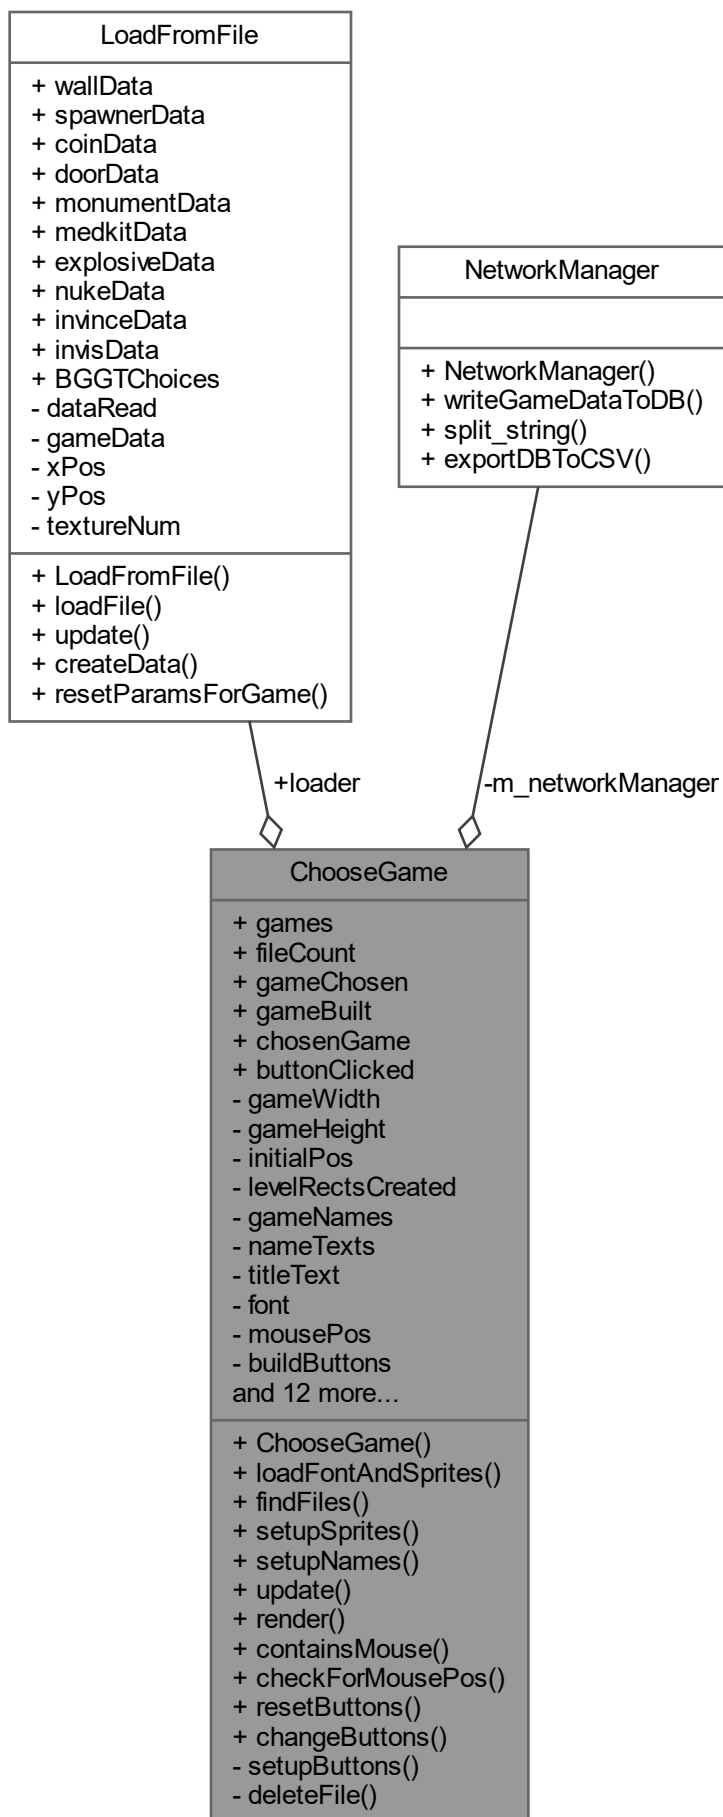 LoadFromFile
+ wallData
+ spawnerData
+ coinData
+ doorData
+ monumentData
+ medkitData
+ explosiveData
+ nukeData
+ invinceData
+ invisData
+ BGGTChoices
- dataRead
- gameData
- xPos
- yPos
- textureNum
+ LoadFromFile()
+ loadFile()
+ update()
+ createData()
+ resetParamsForGame()
NetworkManager
+ NetworkManager()
+ writeGameDataToDB()
+ split_string()
+ exportDBToCSV()
+loader
-m_networkManager
ChooseGame
+ games
+ fileCount
+ gameChosen
+ gameBuilt
+ chosenGame
+ buttonClicked
- gameWidth
- gameHeight
- initialPos
- levelRectsCreated
- gameNames
- nameTexts
- titleText
- font
- mousePos
- buildButtons
and 12 more...
+ ChooseGame()
+ loadFontAndSprites()
+ findFiles()
+ setupSprites()
+ setupNames()
+ update()
+ render()
+ containsMouse()
+ checkForMousePos()
+ resetButtons()
+ changeButtons()
- setupButtons()
- deleteFile()